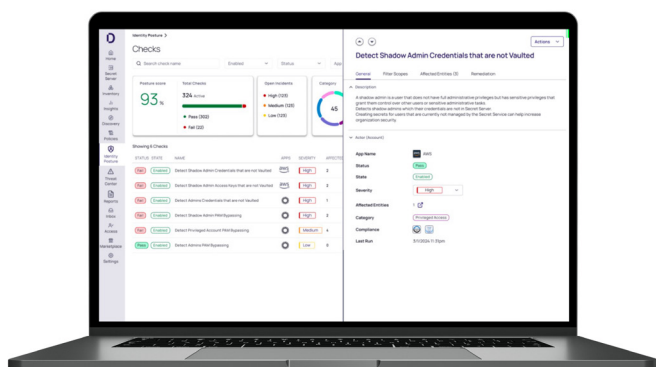 Identity Posture >
Checks
Search check name
Enabled
Status
App
Posture score
93 %
Total Checks
324 Active
Pass (302)
Fail (22)
Open Incidents
High (123)
Medium (123)
Low (123)
Category
45
Showing 6 Checks
STATUS STATE NAME APPS SEVERITY AFFECTE
Fail Enabled Detect Shadow Admin Credentials that are not Vaulted aws High 2
Fail Enabled Detect Shadow Admin Access Keys that are not Vaulted aws High 2
Fail Enabled Detect Admins Credentials that are not Vaulted High 1
Fail Enabled Detect Shadow Admin PAM Bypassing High 2
Fail Enabled Detect Privileged Account PAM Bypassing Medium 4
Pass Enabled Detect Admins PAM Bypassing Low 0
Home
Secret
Server
Inventory
Insights
Discovery
Policies
Identity
Posture
Threat
Center
Reports
Inbox
Access
Marketplace
Settings
Actions
Detect Shadow Admin Credentials that are not Vaulted
General Filter Scopes Affected Entities (3) Remediation
Description
A shadow admin is a user that does not have full administrative privileges but has sensitive privileges that
grant them control over other users or sensitive administrative tasks.
Detects shadow admins which their credentials are not in Secret Server.
Creating secrets for users that are currently not managed by the Secret Service can help increase
organization security
App Name AWS
Status Pass
State Enabled
Severity High
Affected Entities 1
Category Privileged Access
Compliance
Last Run 3/1/2024 11:31pm